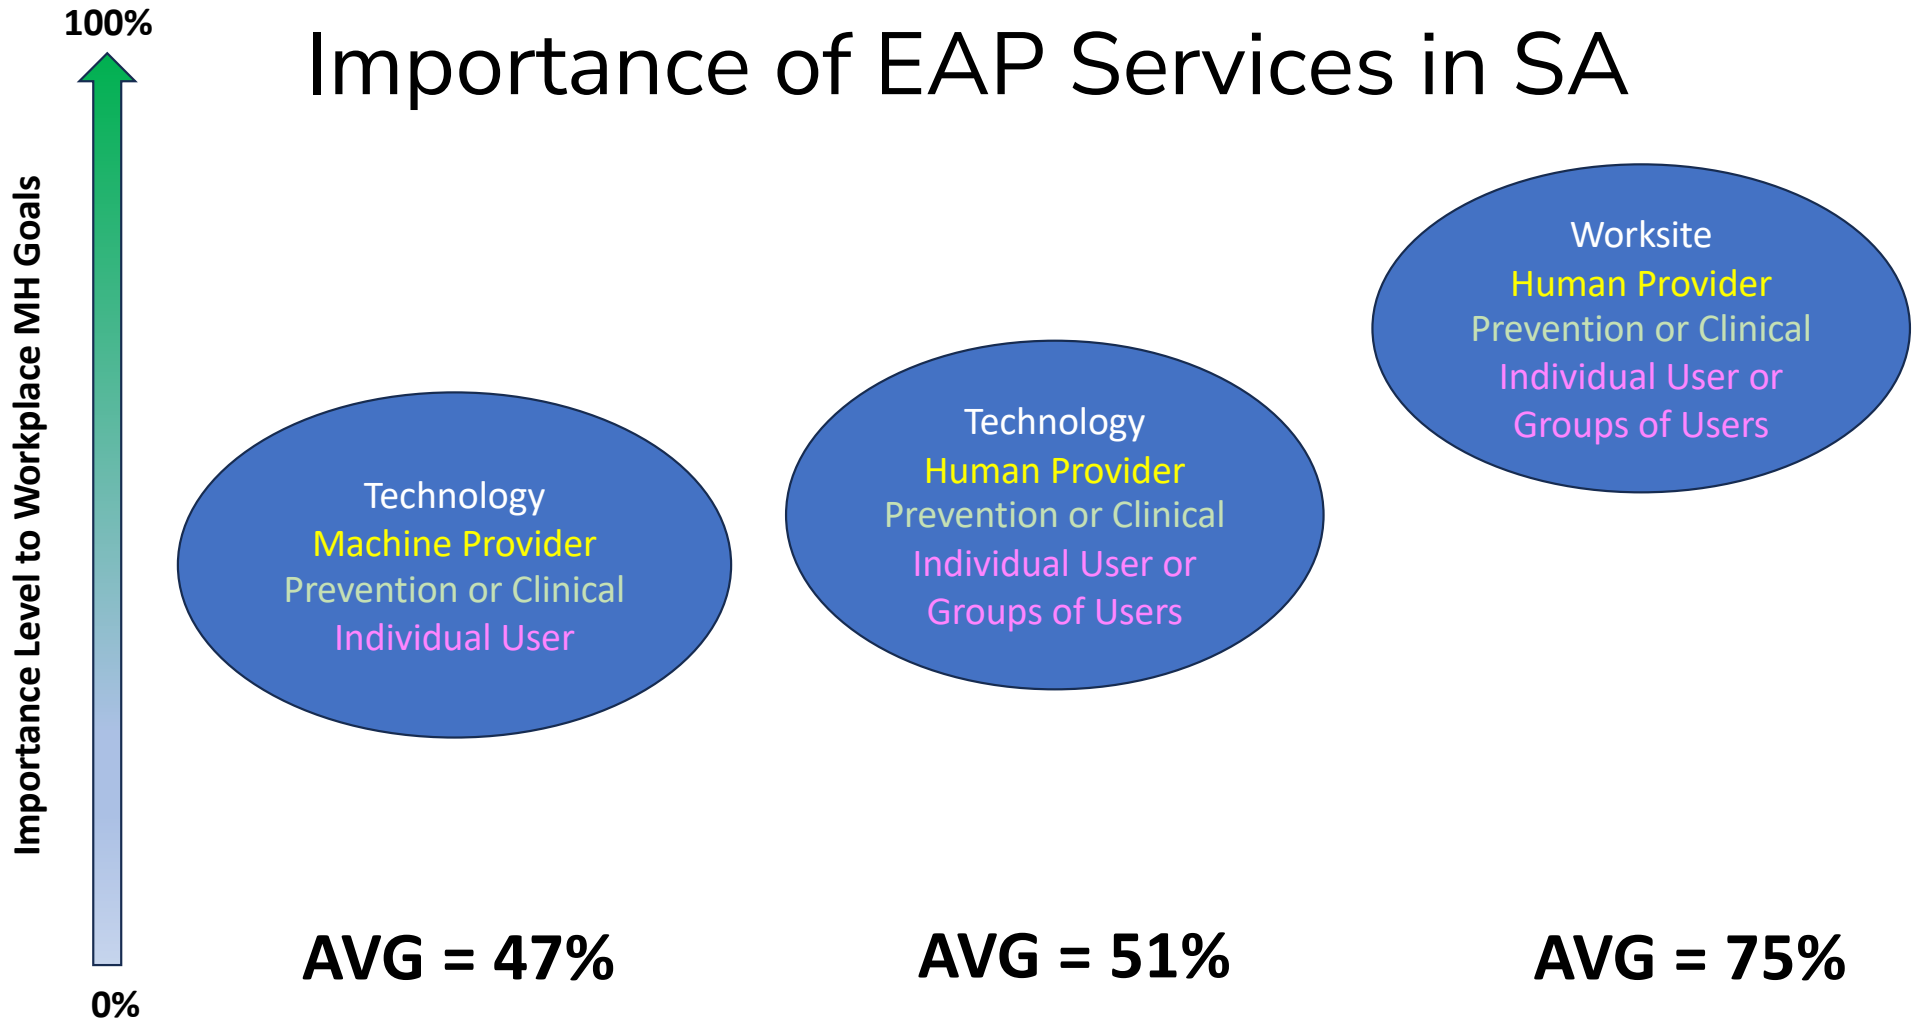 100%
Importance of EAP Services in SA
Importance Level to Workplace MH Goals
Technology
Machine Provider
Prevention or Clinical
Individual User
Technology
Human Provider
Prevention or Clinical
Individual User or
Groups of Users
Worksite
Human Provider
Prevention or Clinical
Individual User or
Groups of Users
AVG = 47%
AVG = 51%
AVG = 75%
0%